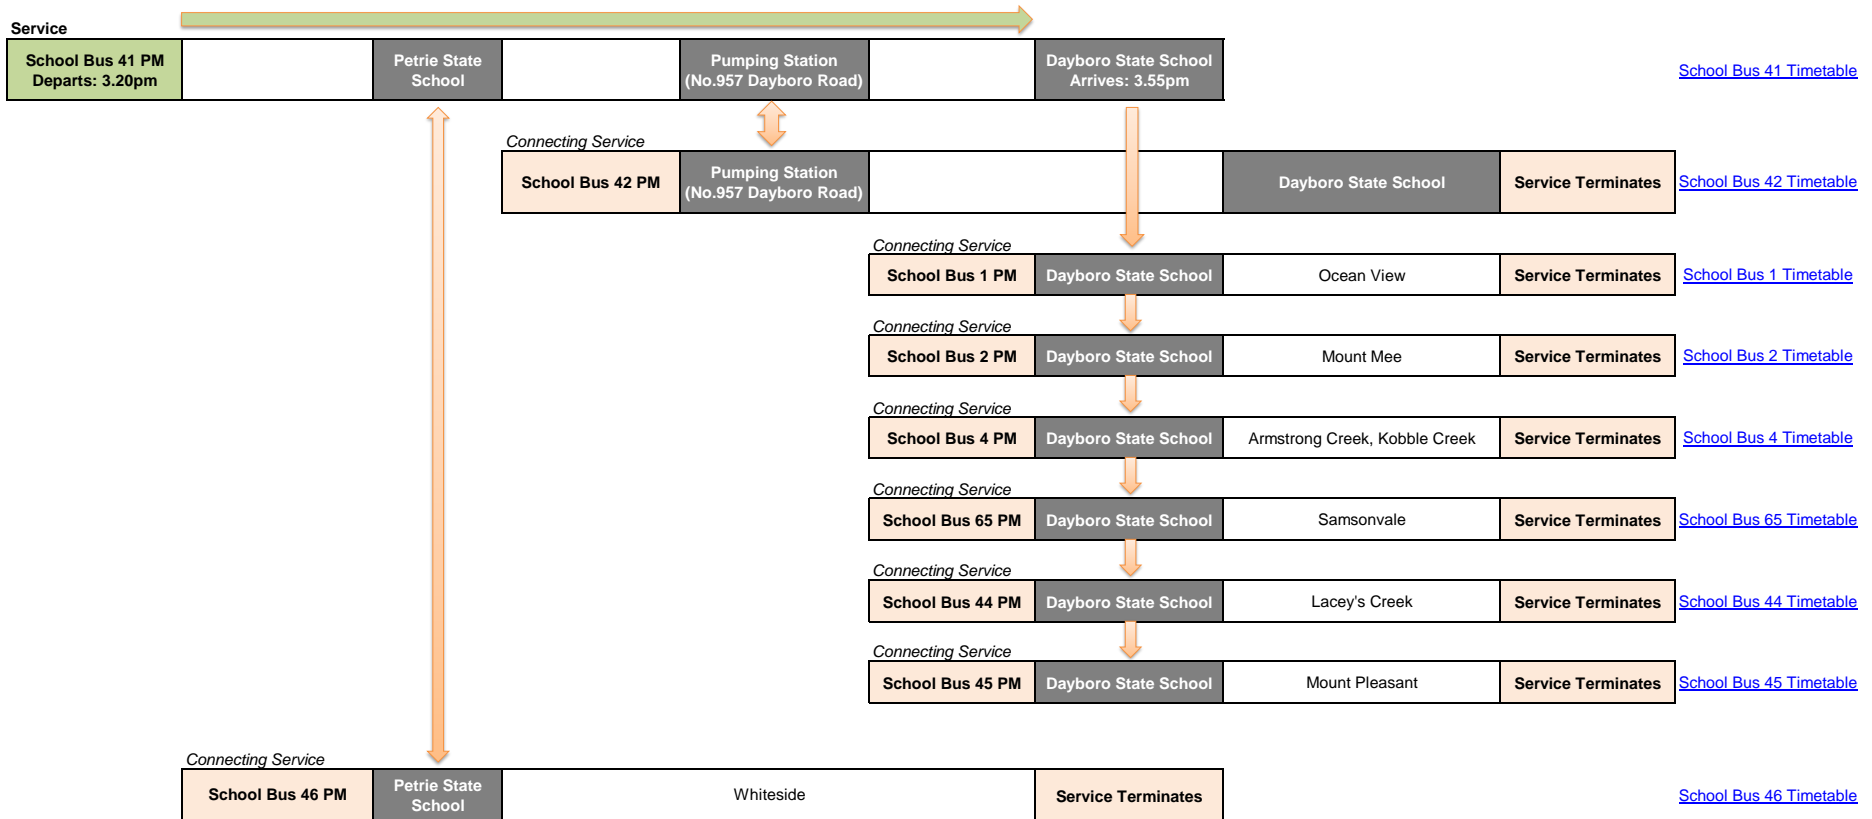 Service
School Bus 41 PM
Departs: 3.20pm
Petrie State
School
Pumping Station
(No.957 Dayboro Road)
Dayboro State School
Arrives: 3.55pm
School Bus 41 Timetable
Connecting Service
School Bus 42 PM
Pumping Station
(No.957 Dayboro Road)
Dayboro State School
Service Terminates
School Bus 42 Timetable
Connecting Service
School Bus 1 PM
Dayboro State School
Ocean View
Service Terminates
School Bus 1 Timetable
Connecting Service
School Bus 2 PM
Dayboro State School
Mount Mee
Service Terminates
School Bus 2 Timetable
Connecting Service
School Bus 4 PM
Dayboro State School
Armstrong Creek, Kobble Creek
Service Terminates
School Bus 4 Timetable
Connecting Service
School Bus 65 PM
Dayboro State School
Samsonvale
Service Terminates
School Bus 65 Timetable
Connecting Service
School Bus 44 PM
Dayboro State School
Lacey's Creek
Service Terminates
School Bus 44 Timetable
Connecting Service
School Bus 45 PM
Dayboro State School
Mount Pleasant
Service Terminates
School Bus 45 Timetable
Connecting Service
School Bus 46 PM
Petrie State
School
Whiteside
Service Terminates
School Bus 46 Timetable